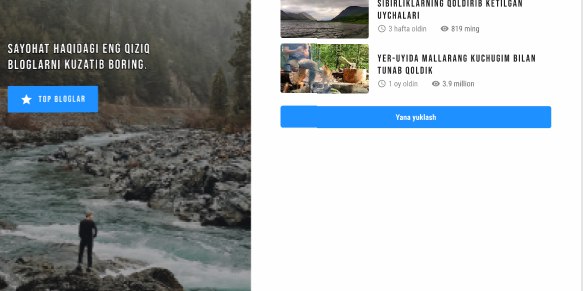 SAYOHAT HAQIDAGI ENG QIZIQ
BLOGLARNI KUZATIB BORING.
TOP BLOGLAR
SIBIRLIKLARNING QOLDIRIB KETILGAN
UYCHALARI
3 hafta oldin 819 ming
YER-UYIDA MALLARANG KUCHUGIM BILAN
TUNAB QOLDIK
1 oy oldin 3.9 million
Yana yuklash